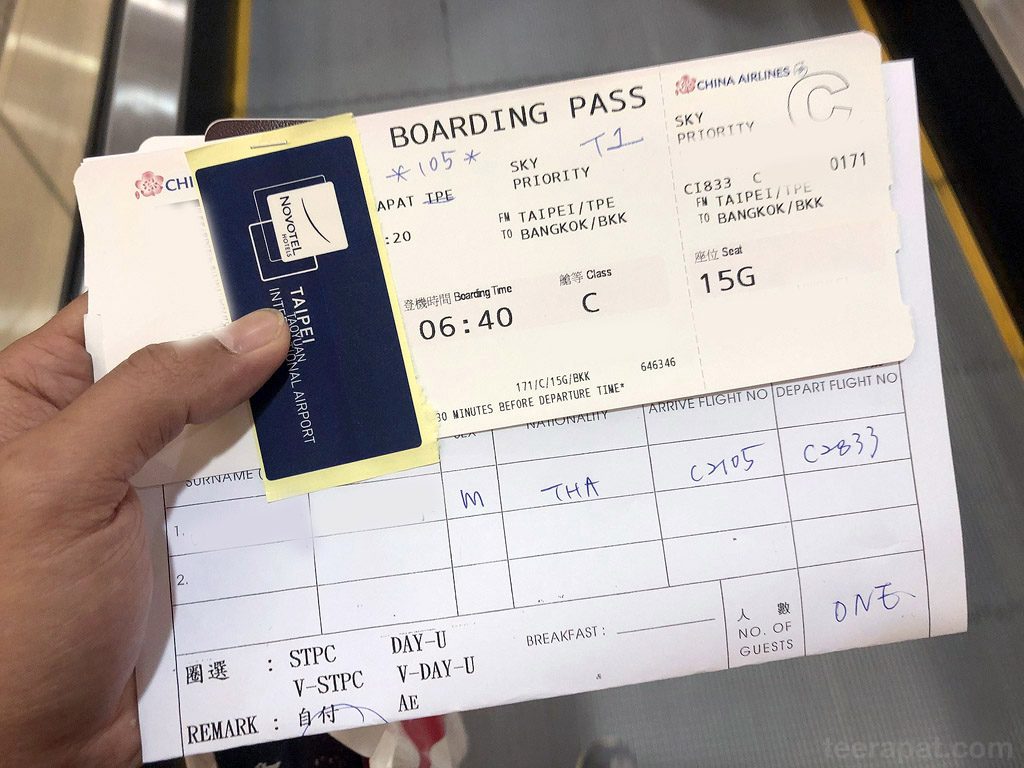 BOARDING PASS
*105*
T1
CHI
APAT TPE
SKY
PRIORITY
:20
FM TAIPEI/TPE
TO BANGKOK/BKK
登機時間 Boarding Time
06:40
艙等 Class
C
171/C/15G/BKK
646346
30 MINUTES BEFORE DEPARTURE TIME*
CHINA AIRLINES
C
SKY
PRIORITY
0171
CI833 C
FM TAIPEI/TPE
TO BANGKOK/BKK
座位 Seat
15G
NOVOTEL
HOTELS
TAIPEI
TAOYUAN
INTERNATIONAL AIRPORT
SURNAME (
SEX
NATIONALITY
ARRIVE FLIGHT NO
DEPART FLIGHT NO
1.
M
THA
CI105
CI833
2.
圈選 : STPC DAY-U
V-STPC V-DAY-U
REMARK : 自付 AE
BREAKFAST :
人 數
NO. OF
GUESTS
ONE
teerapat.com